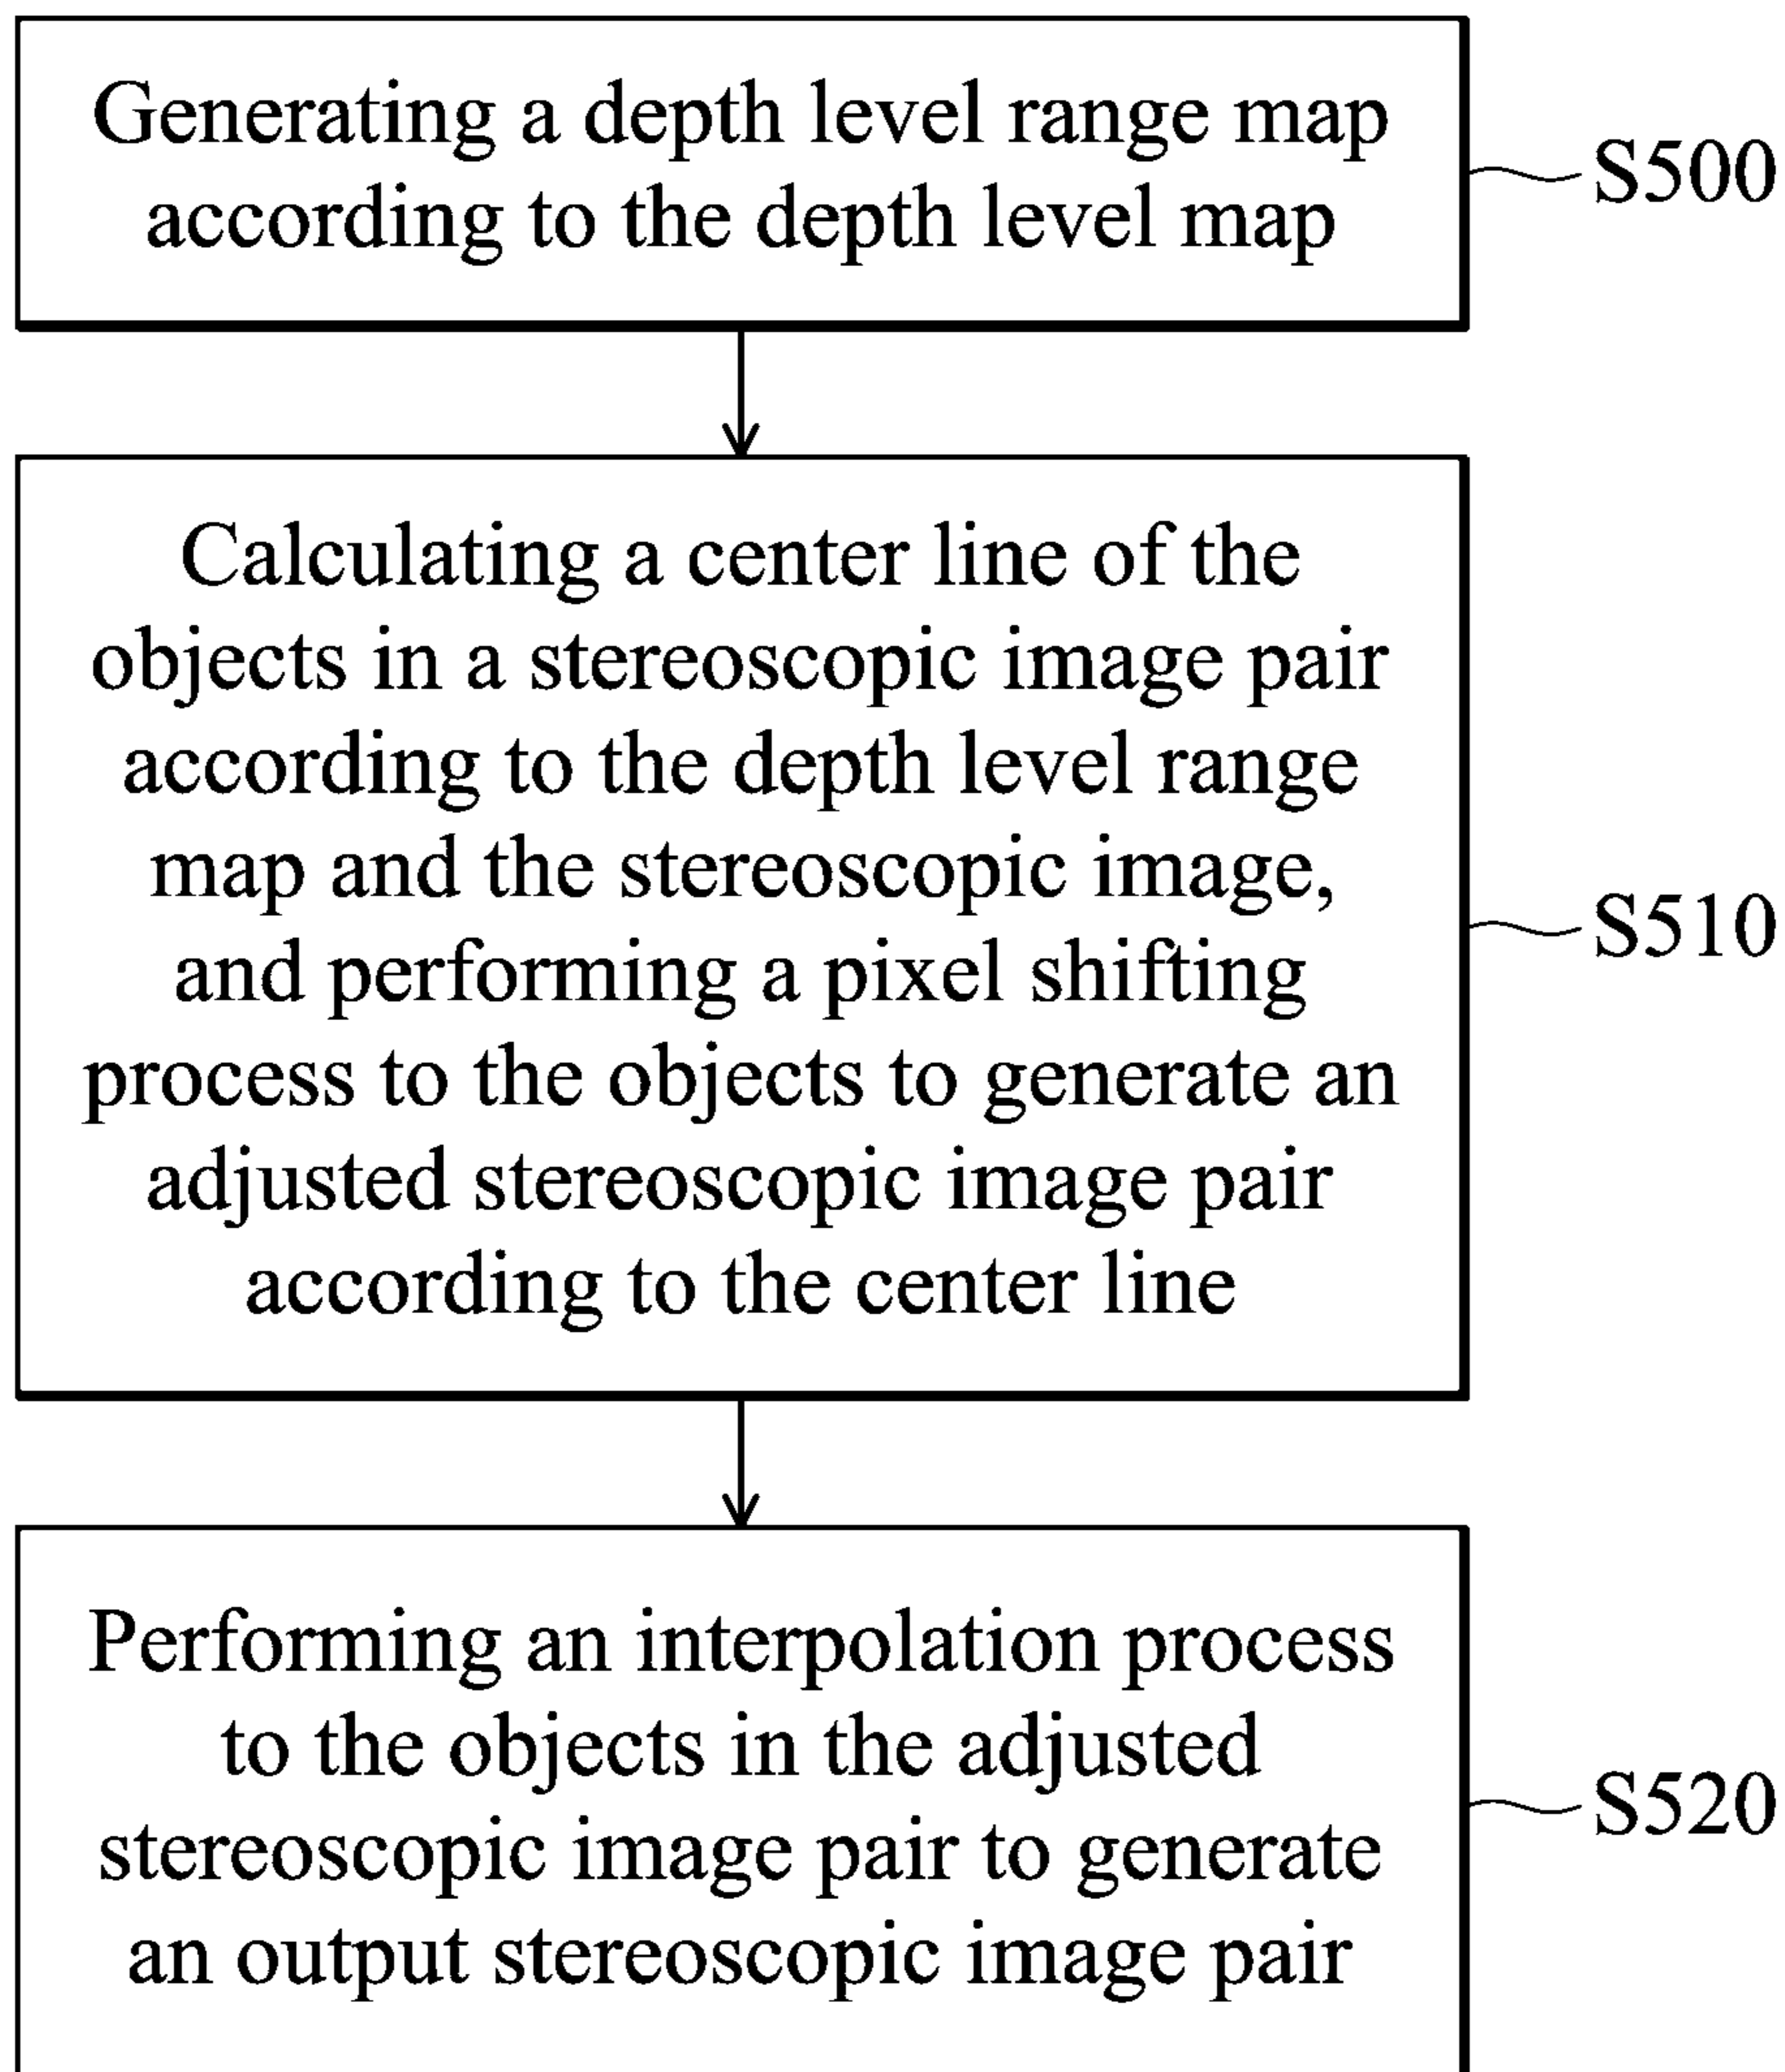 Generating a depth level range map
according to the depth level map
S500
Calculating a center line of the
objects in a stereoscopic image pair
according to the depth level range
map and the stereoscopic image,
and performing a pixel shifting
process to the objects to generate an
adjusted stereoscopic image pair
according to the center line
S510
Performing an interpolation process
to the objects in the adjusted
stereoscopic image pair to generate
an output stereoscopic image pair
S520